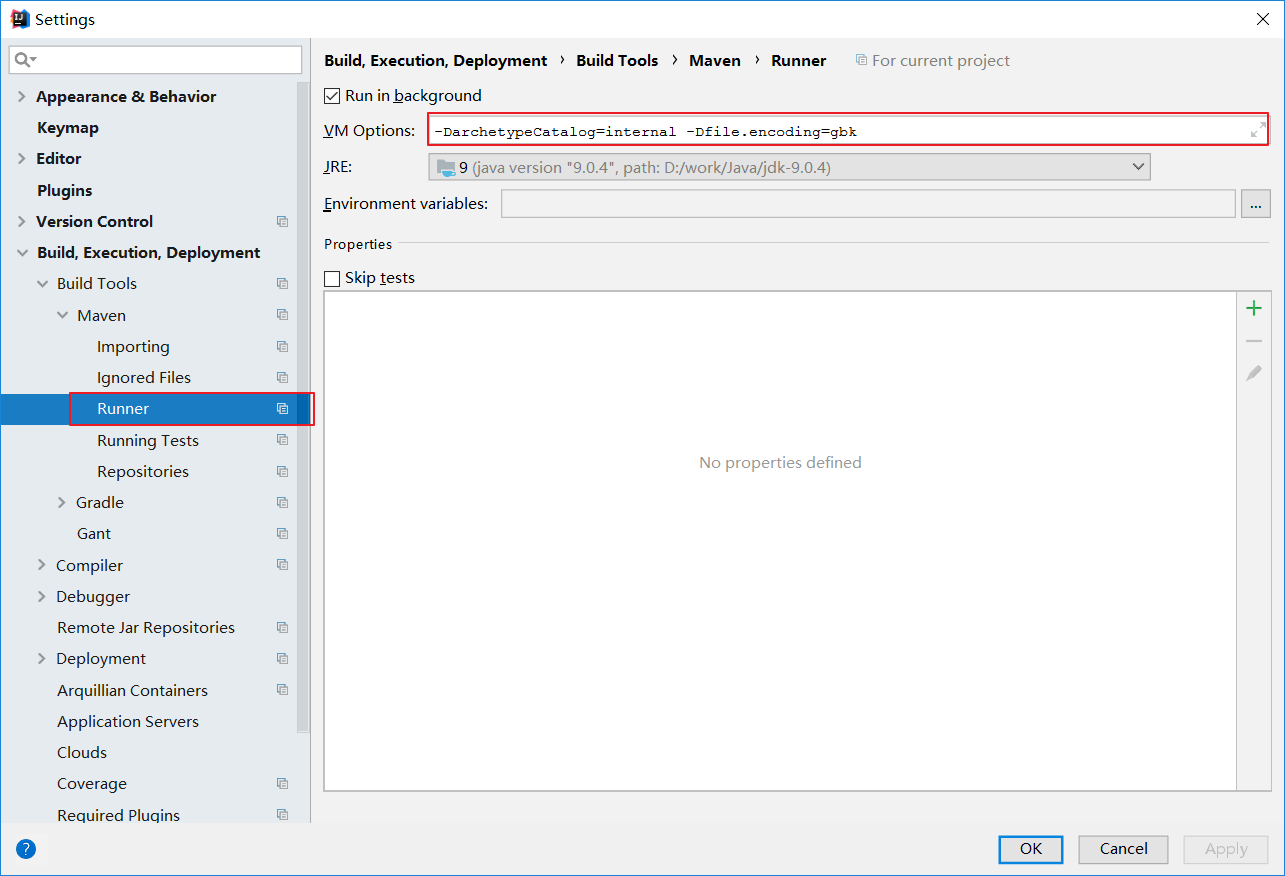 Settings
Appearance & Behavior
Keymap
Editor
Plugins
Version Control
Build, Execution, Deployment
Build Tools
Maven
Importing
Ignored Files
Runner
Running Tests
Repositories
Gradle
Gant
Compiler
Debugger
Remote Jar Repositories
Deployment
Arquillian Containers
Application Servers
Clouds
Coverage
Required Plugins
Build, Execution, Deployment › Build Tools › Maven › Runner For current project
Run in background
VM Options: -DarchetypeCatalog=internal -Dfile.encoding=gbk
JRE: 9 (java version "9.0.4", path: D:/work/Java/jdk-9.0.4)
Environment variables: ...
Properties
Skip tests
No properties defined
? OK Cancel Apply